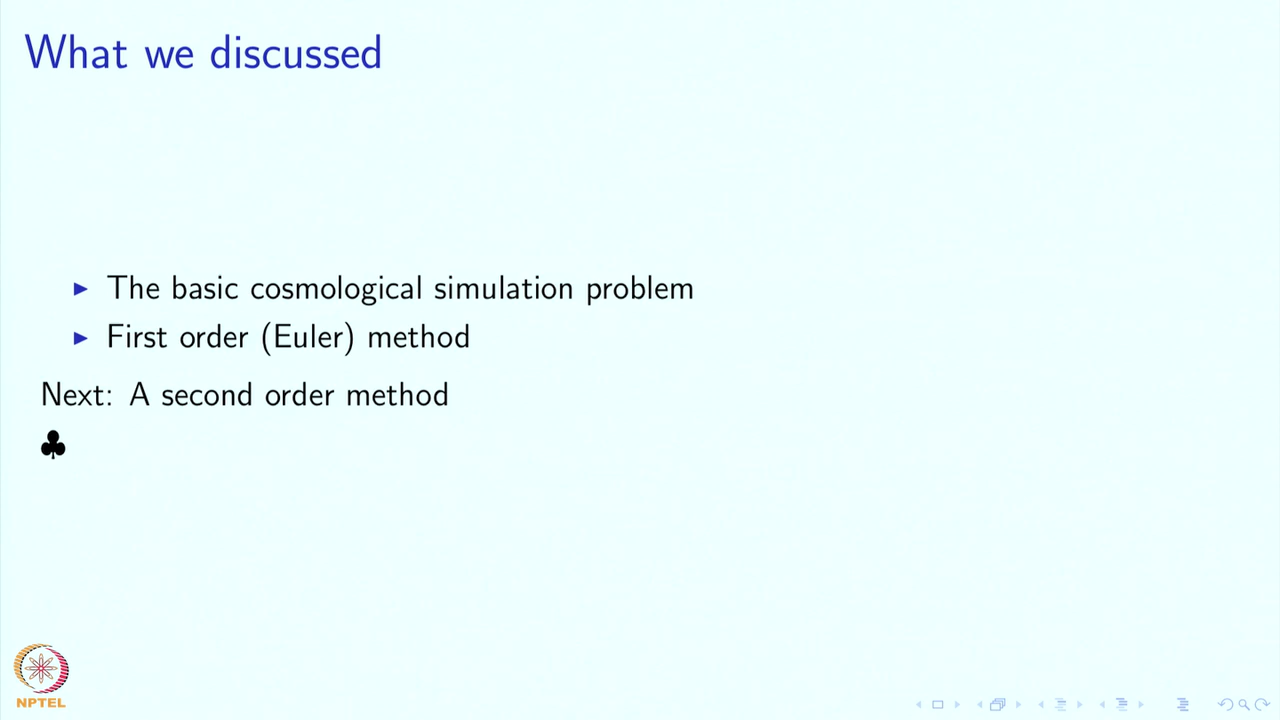 What we discussed
The basic cosmological simulation problem
First order (Euler) method
Next: A second order method
♣
NPTEL